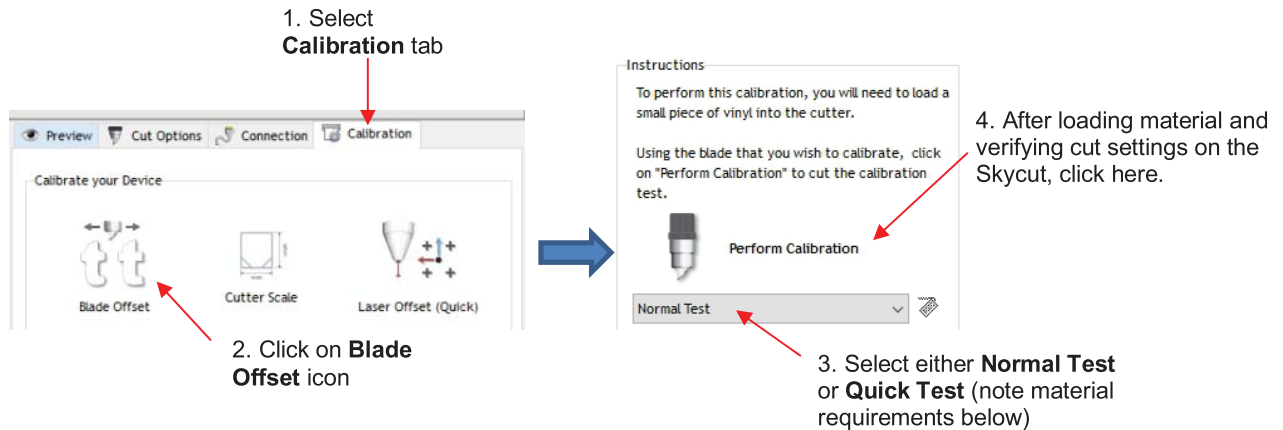 1. Select
Calibration tab
Preview
Cut Options
Connection
Calibration
Calibrate your Device
Blade Offset
Cutter Scale
Laser Offset (Quick)
2. Click on Blade
Offset icon
Instructions
To perform this calibration, you will need to load a
small piece of vinyl into the cutter.
Using the blade that you wish to calibrate, click
on "Perform Calibration" to cut the calibration
test.
Perform Calibration
Normal Test
4. After loading material and
verifying cut settings on the
Skycut, click here.
3. Select either Normal Test
or Quick Test (note material
requirements below)